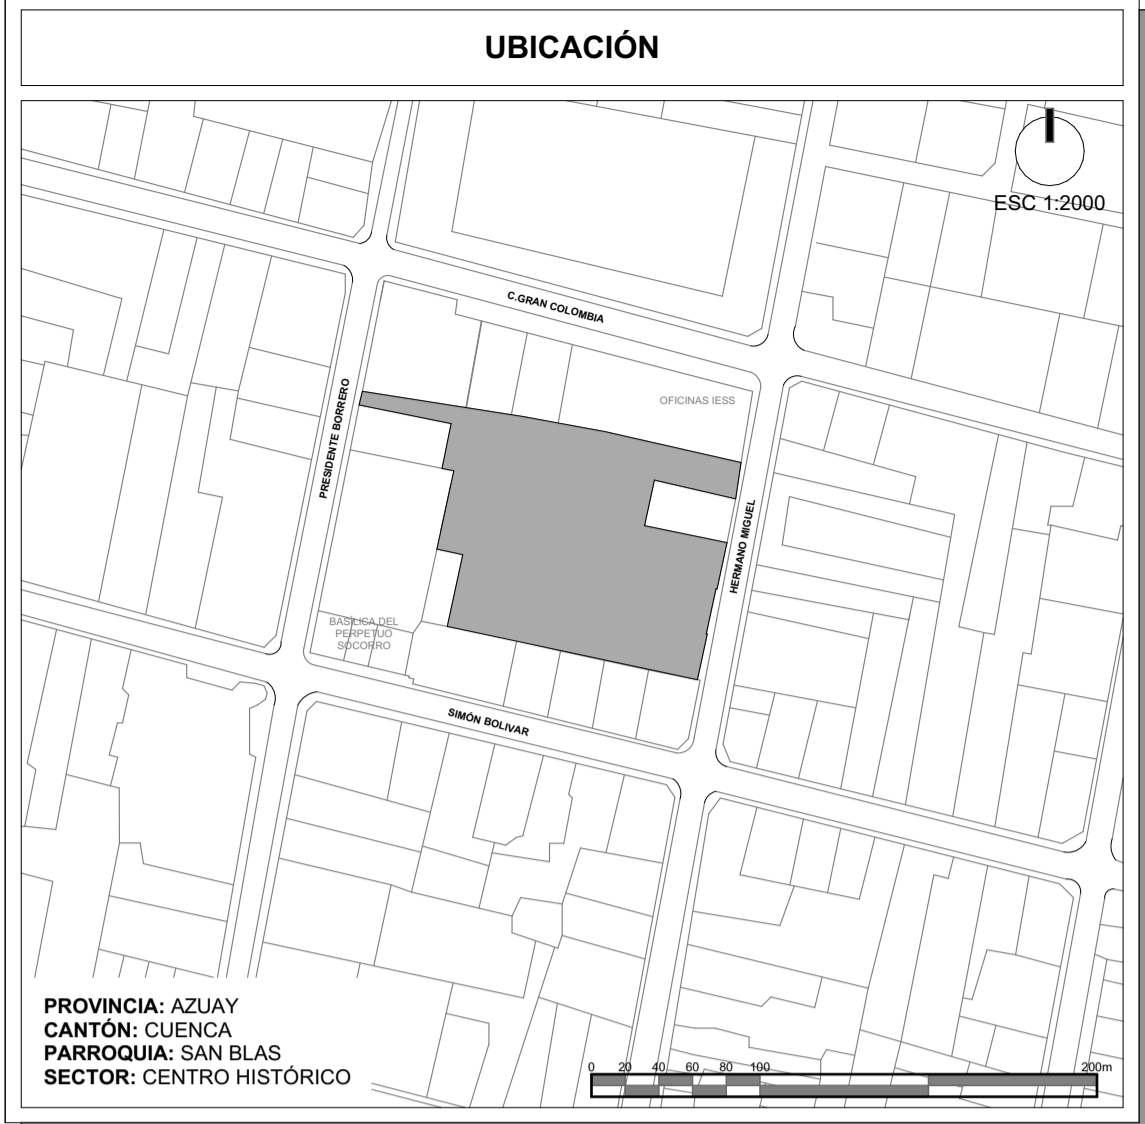 UBICACIÓN
ESC 1:2000
C.GRAN COLOMBIA
OFICINAS IESS
PRESIDENTE BORRERO
HERMANO MIGUEL
BASÍLICA DEL
PERPETUO
SOCORRO
SIMÓN BOLIVAR
PROVINCIA: AZUAY
CANTÓN: CUENCA
PARROQUIA: SAN BLAS
SECTOR: CENTRO HISTÓRICO
0 20 40 60 80 100 200m